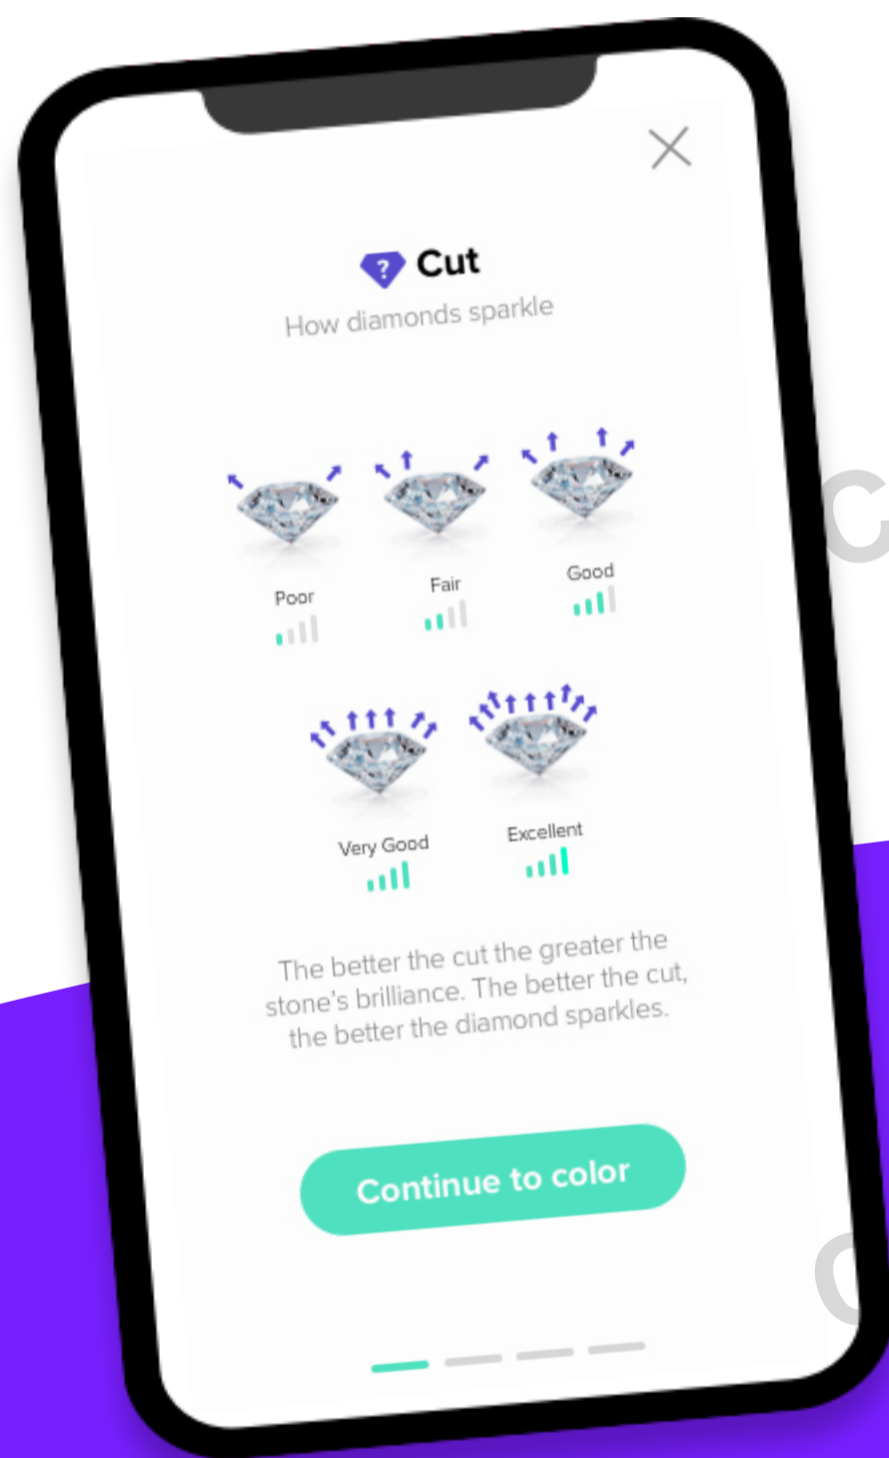 ? Cut
How diamonds sparkle
Poor
Fair
Good
Very Good
Excellent
The better the cut the greater the
stone's brilliance. The better the cut,
the better the diamond sparkles.
Continue to color
C